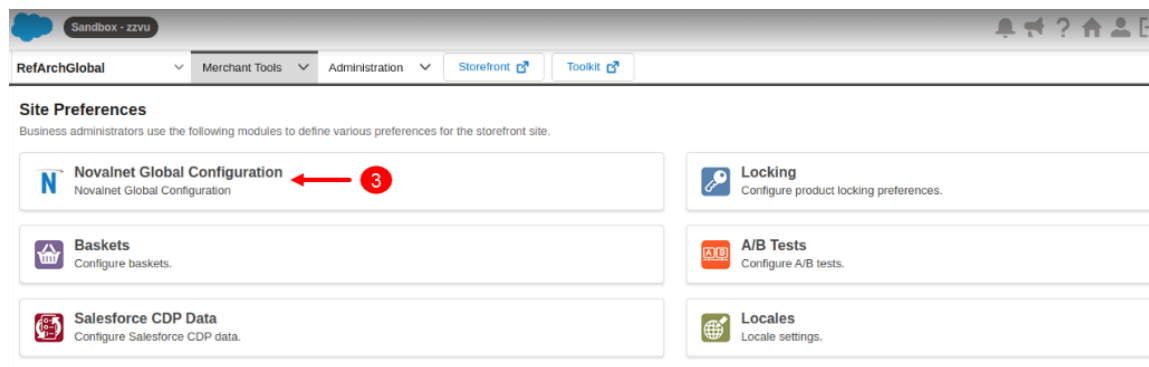 Sandbox - zzvu
RefArchGlobal Merchant Tools Administration Storefront Toolkit
Site Preferences
Business administrators use the following modules to define various preferences for the storefront site.
Novalnet Global Configuration
Novalnet Global Configuration
3
Locking
Configure product locking preferences.
Baskets
Configure baskets.
A/B Tests
Configure A/B tests.
Salesforce CDP Data
Configure Salesforce CDP data.
Locales
Locale settings.